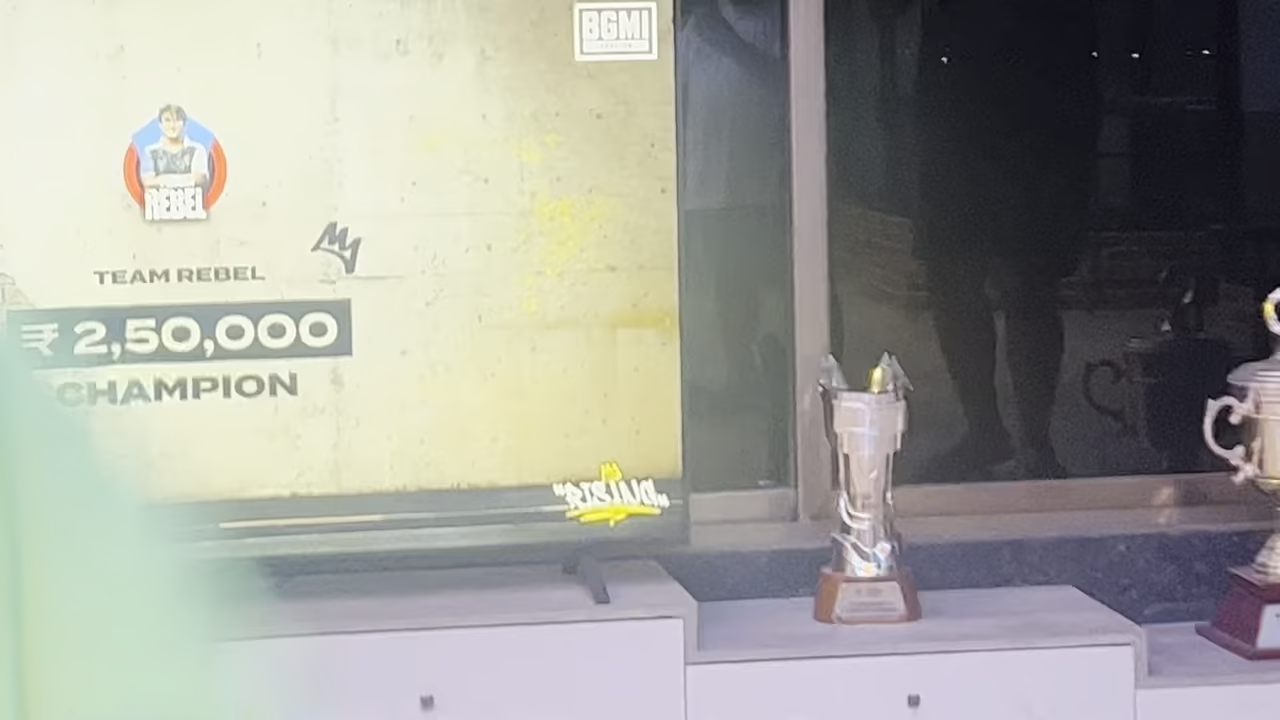 BGMI
REBEL
TEAM REBEL
₹ 2,50,000
CHAMPION
"RISING"